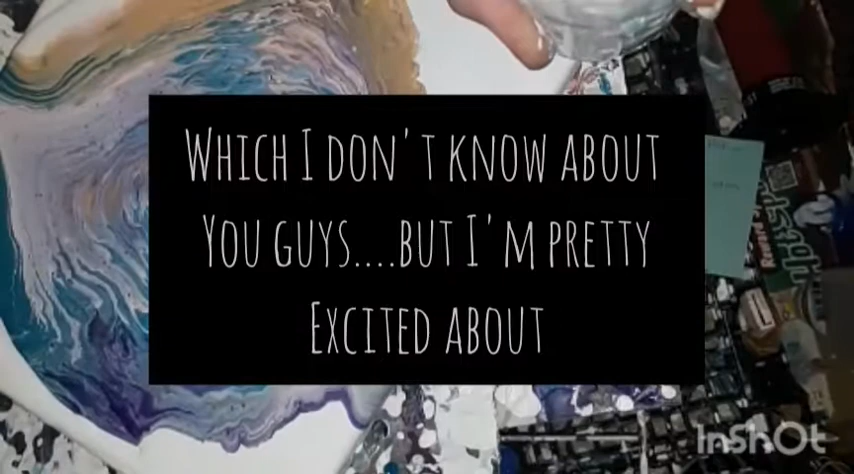 Which I don't know about
You guys....but I'm pretty
Excited about
InShOt